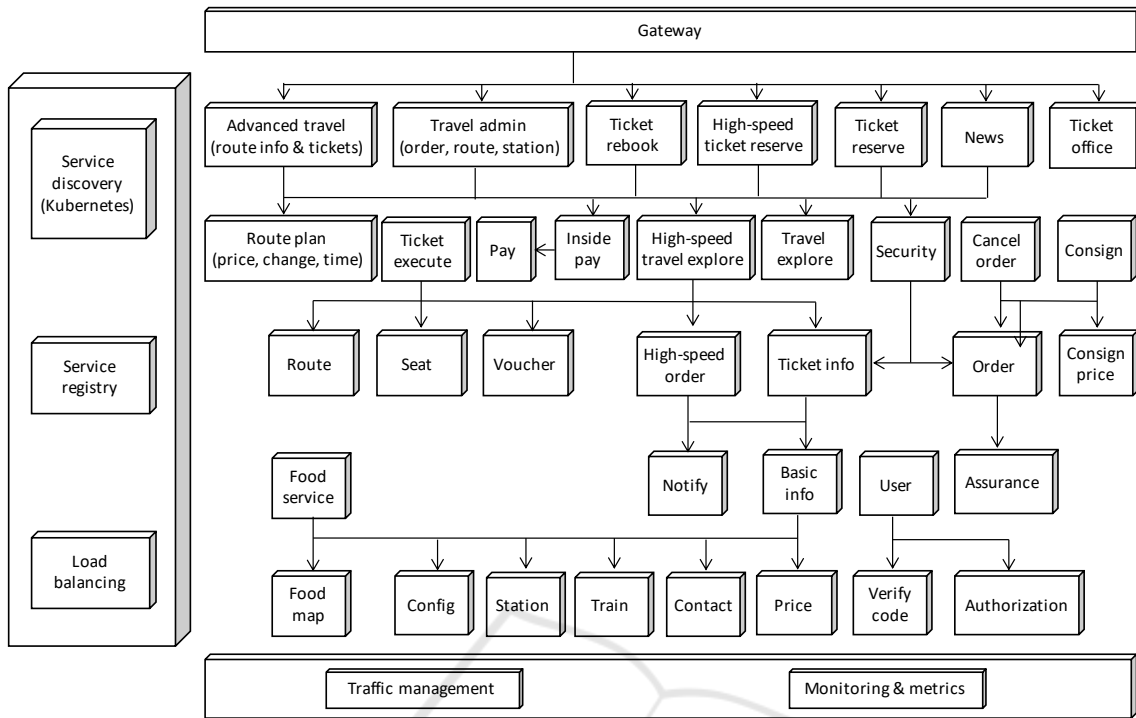 Gateway
Service
discovery
(Kubernetes)
Service
registry
Load
balancing
Advanced travel
(route info & tickets)
Travel admin
(order, route, station)
Ticket
rebook
High-speed
ticket reserve
Ticket
reserve
News
Ticket
office
Route plan
(price, change, time)
Ticket
execute
Pay
Inside
pay
High-speed
travel explore
Travel
explore
Security
Cancel
order
Consign
Route
Seat
Voucher
High-speed
order
Ticket info
Order
Consign
price
Food
service
Notify
Basic
info
User
Assurance
Food
map
Config
Station
Train
Contact
Price
Verify
code
Authorization
Traffic management
Monitoring & metrics